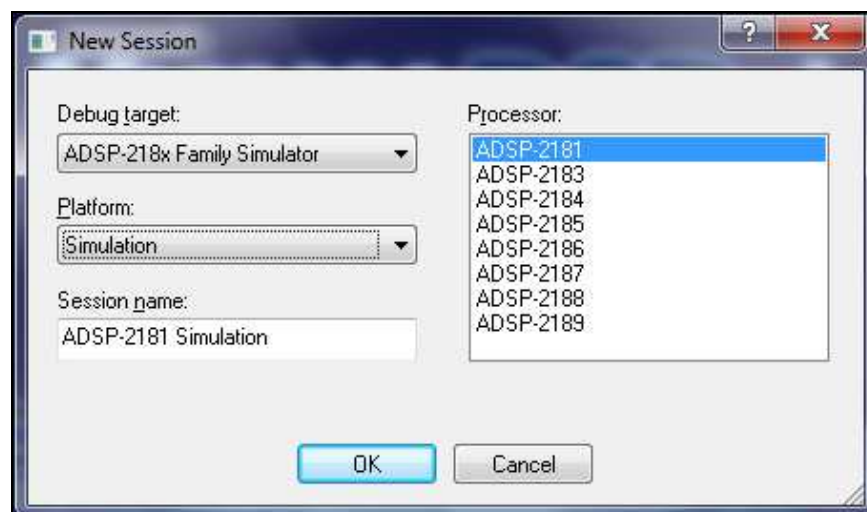 New Session
?
X
Debug target:
ADSP-218x Family Simulator
Platform:
Simulation
Session name:
ADSP-2181 Simulation
Processor:
ADSP-2181
ADSP-2183
ADSP-2184
ADSP-2185
ADSP-2186
ADSP-2187
ADSP-2188
ADSP-2189
OK
Cancel